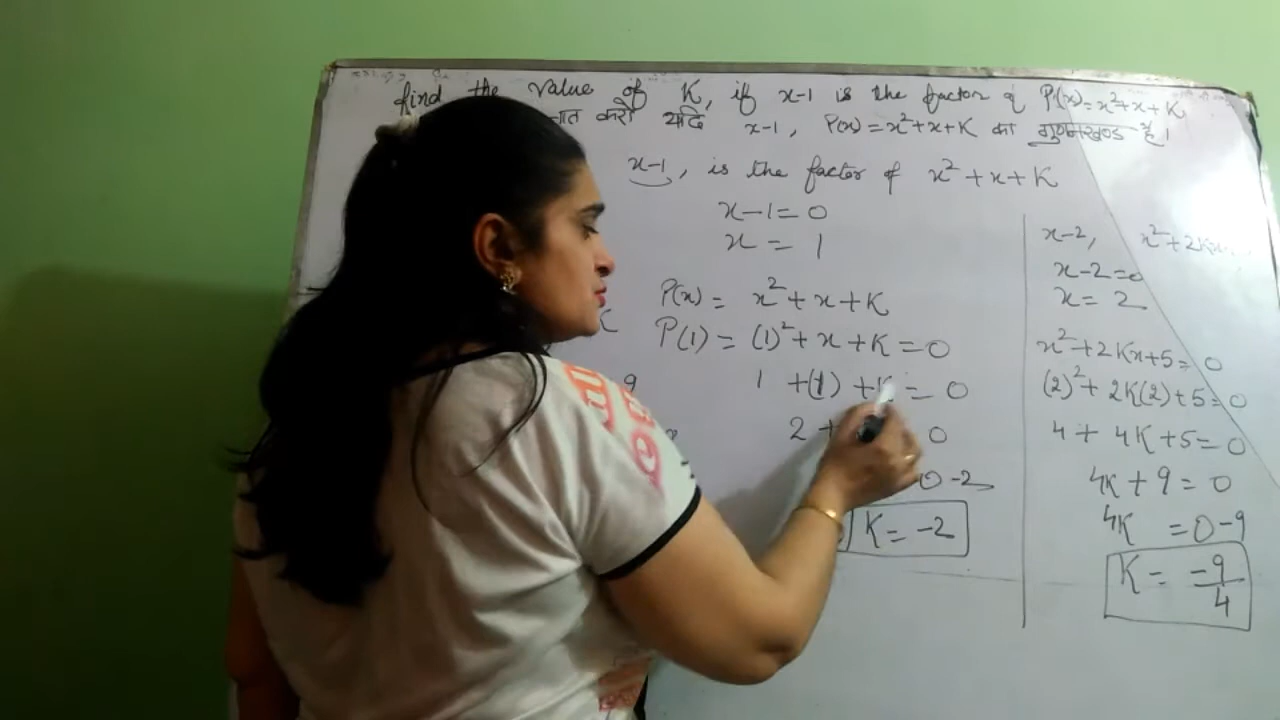 find the value of K, if x-1 is the factor of P(x)=x²+x+K
ज्ञात करो यदि x-1, P(x)=x²+x+K का गुणनखण्ड है।
x-1, is the factor of x²+x+K
x-1=0
x = 1
P(x) = x²+x+K
P(1) = (1)²+x+K=0
1 +(1) +K = 0
2 + 0
0-2
K = -2
x-2, x²+2Kx
x-2=0
x= 2
x²+2Kx+5=0
(2)²+ 2K(2)+5=0
4+ 4K+5=0
4K+9=0
4K =0-9
K = -9/4